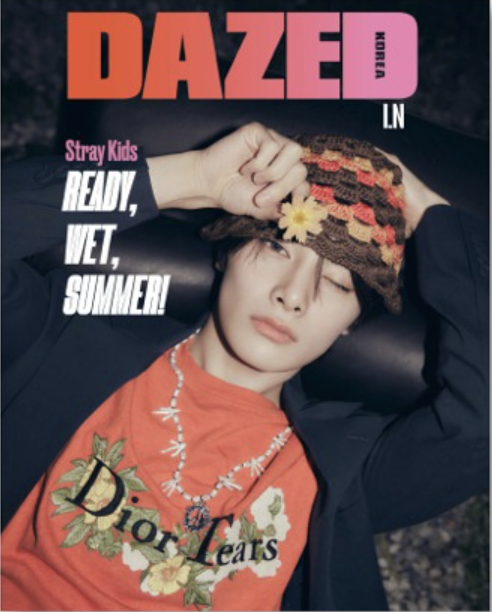 DAZED
KOREA
I.N
Stray Kids
READY,
WET,
SUMMER!
Dior Tears